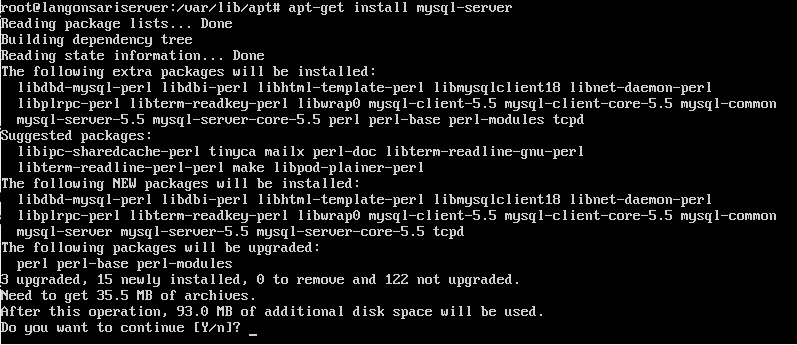 root@langonsariserver:/var/lib/apt# apt-get install mysql-server
Reading package lists... Done
Building dependency tree
Reading state information... Done
The following extra packages will be installed:
  libdbd-mysql-perl libdbi-perl libhtml-template-perl libmysqlclient18 libnet-daemon-perl
  libplrpc-perl libterm-readkey-perl libwrap0 mysql-client-5.5 mysql-client-core-5.5 mysql-common
  mysql-server-5.5 mysql-server-core-5.5 perl perl-base perl-modules tcpd
Suggested packages:
  libipc-sharedcache-perl tinyca mailx perl-doc libterm-readline-gnu-perl
  libterm-readline-perl-perl make libpod-plainer-perl
The following NEW packages will be installed:
  libdbd-mysql-perl libdbi-perl libhtml-template-perl libmysqlclient18 libnet-daemon-perl
  libplrpc-perl libterm-readkey-perl libwrap0 mysql-client-5.5 mysql-client-core-5.5 mysql-common
  mysql-server mysql-server-5.5 mysql-server-core-5.5 tcpd
The following packages will be upgraded:
  perl perl-base perl-modules
3 upgraded, 15 newly installed, 0 to remove and 122 not upgraded.
Need to get 35.5 MB of archives.
After this operation, 93.0 MB of additional disk space will be used.
Do you want to continue [Y/n]? _